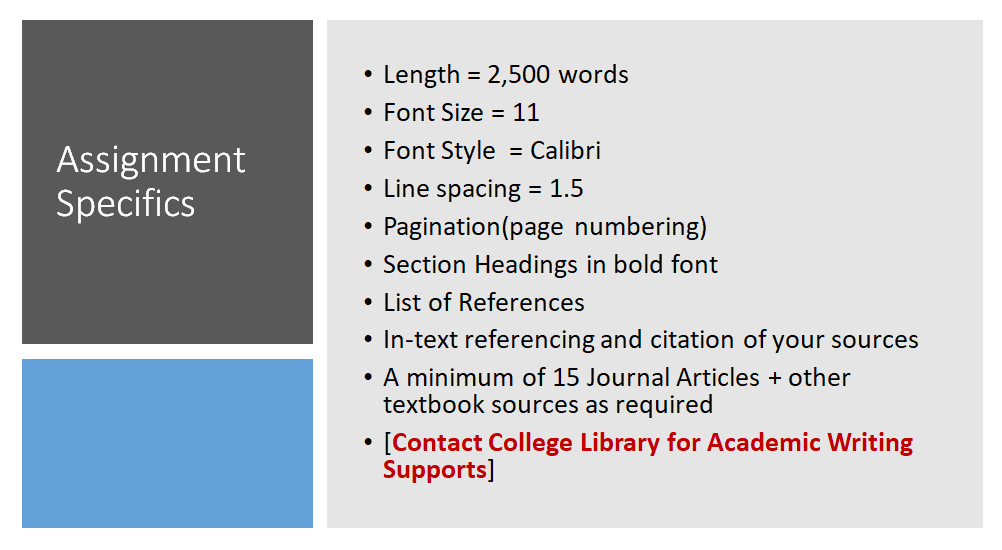 Assignment
Specifics
• Length = 2,500 words
• Font Size = 11
• Font Style  = Calibri
• Line spacing = 1.5
• Pagination(page numbering)
• Section Headings in bold font
• List of References
• In-text referencing and citation of your sources
• A minimum of 15 Journal Articles + other
textbook sources as required
• [Contact College Library for Academic Writing
Supports]